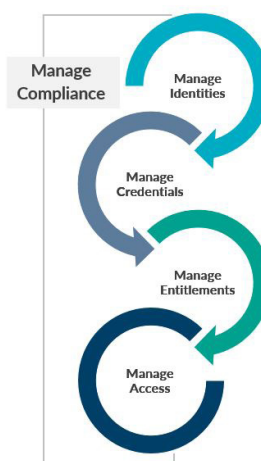 Manage
Compliance
Manage
Identities
Manage
Credentials
Manage
Entitlements
Manage
Access